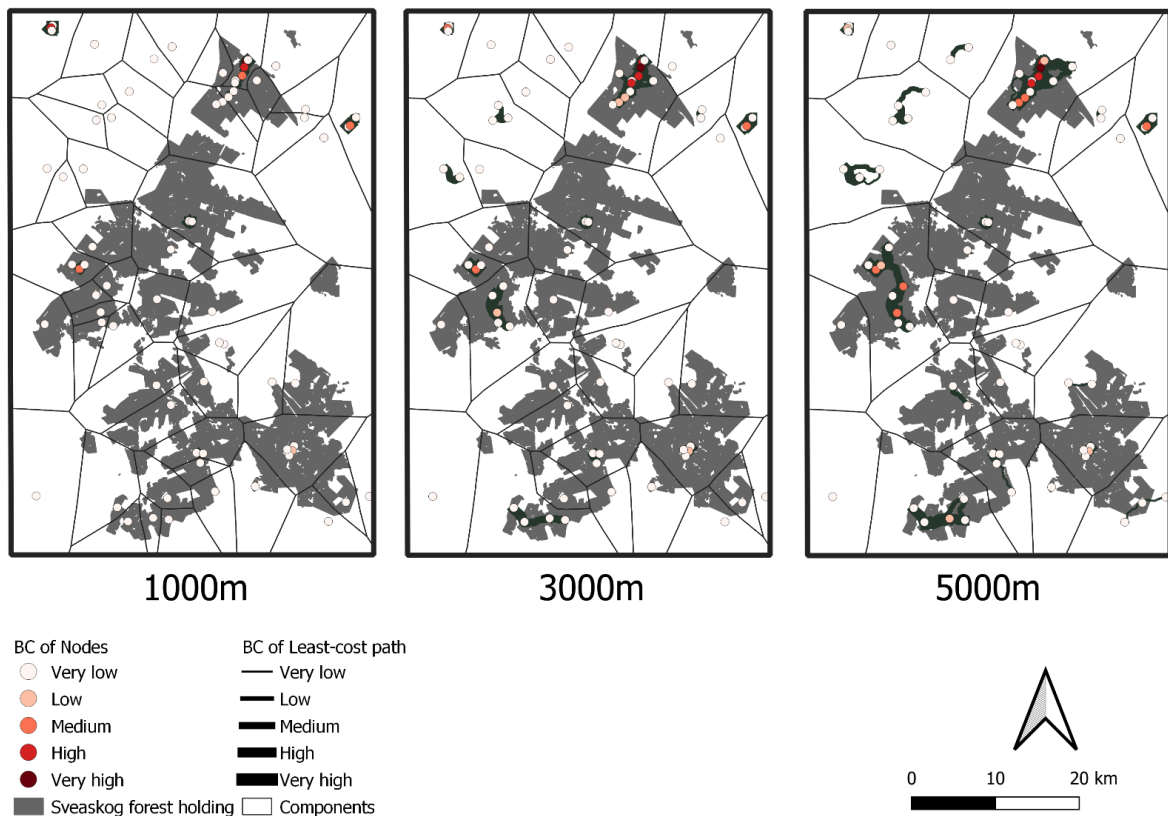 1000m 3000m 5000m
BC of Nodes BC of Least-cost path
Very low Very low
Low Low
Medium Medium
High High
Very high Very high
Sveaskog forest holding Components
0 10 20 km